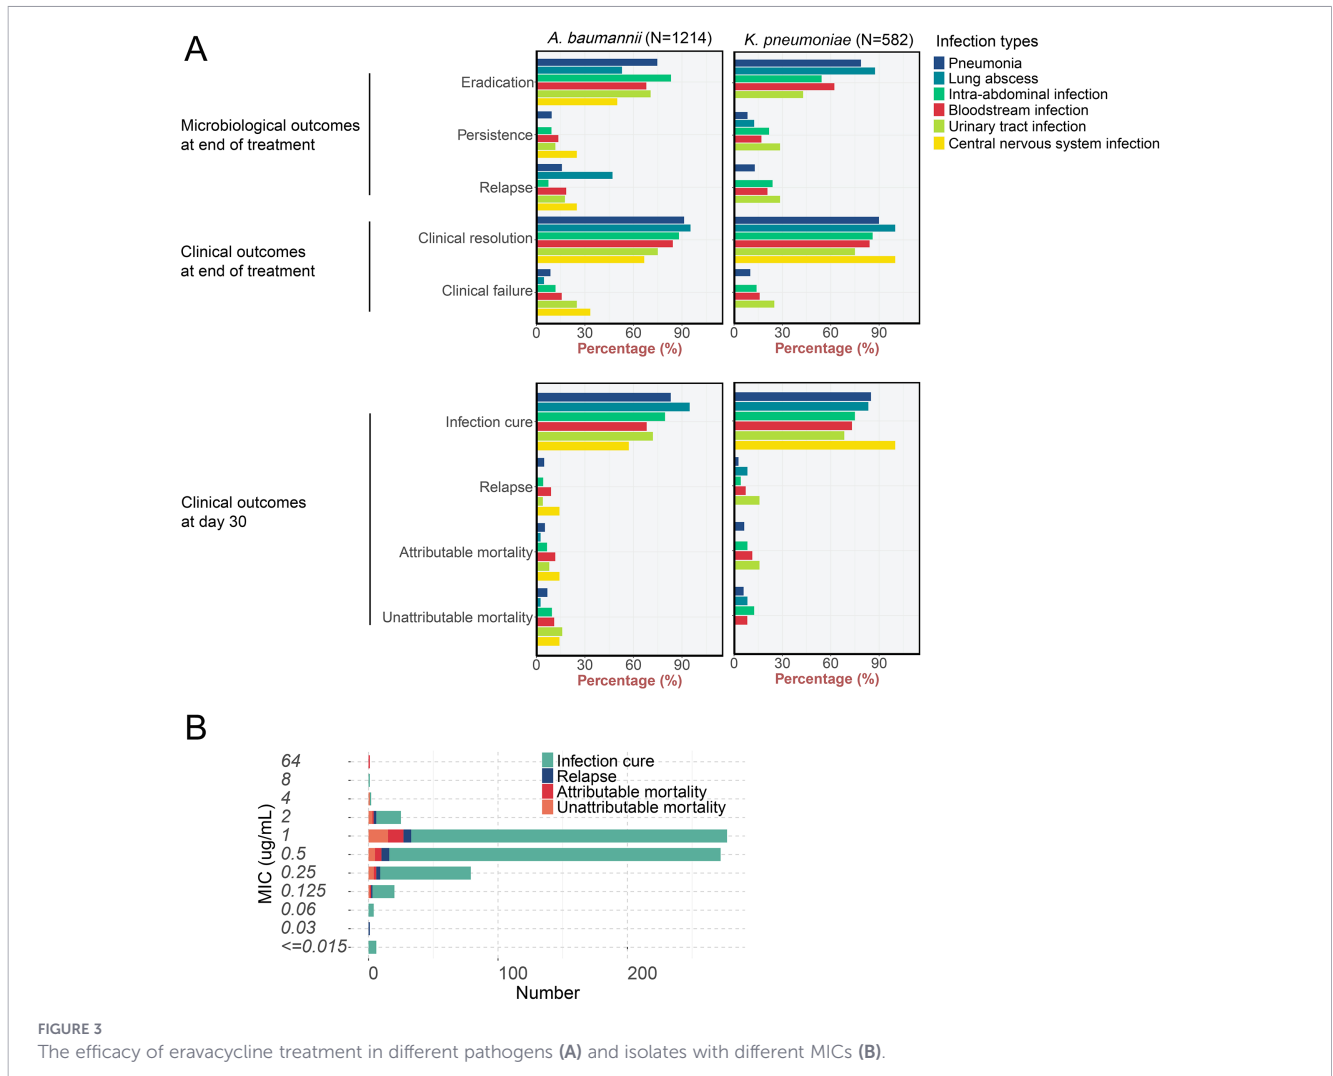 A
A. baumannii (N=1214)
K. pneumoniae (N=582)
Infection types
Pneumonia
Lung abscess
Intra-abdominal infection
Bloodstream infection
Urinary tract infection
Central nervous system infection
Microbiological outcomes
at end of treatment
Eradication
Persistence
Relapse
Clinical outcomes
at end of treatment
Clinical resolution
Clinical failure
0 30 60 90
Percentage (%)
0 30 60 90
Percentage (%)
Clinical outcomes
at day 30
Infection cure
Relapse
Attributable mortality
Unattributable mortality
0 30 60 90
Percentage (%)
0 30 60 90
Percentage (%)
B
MIC (ug/mL)
64
8
4
2
1
0.5
0.25
0.125
0.06
0.03
<=0.015
Infection cure
Relapse
Attributable mortality
Unattributable mortality
0 100 200
Number
FIGURE 3
The efficacy of eravacycline treatment in different pathogens (A) and isolates with different MICs (B).